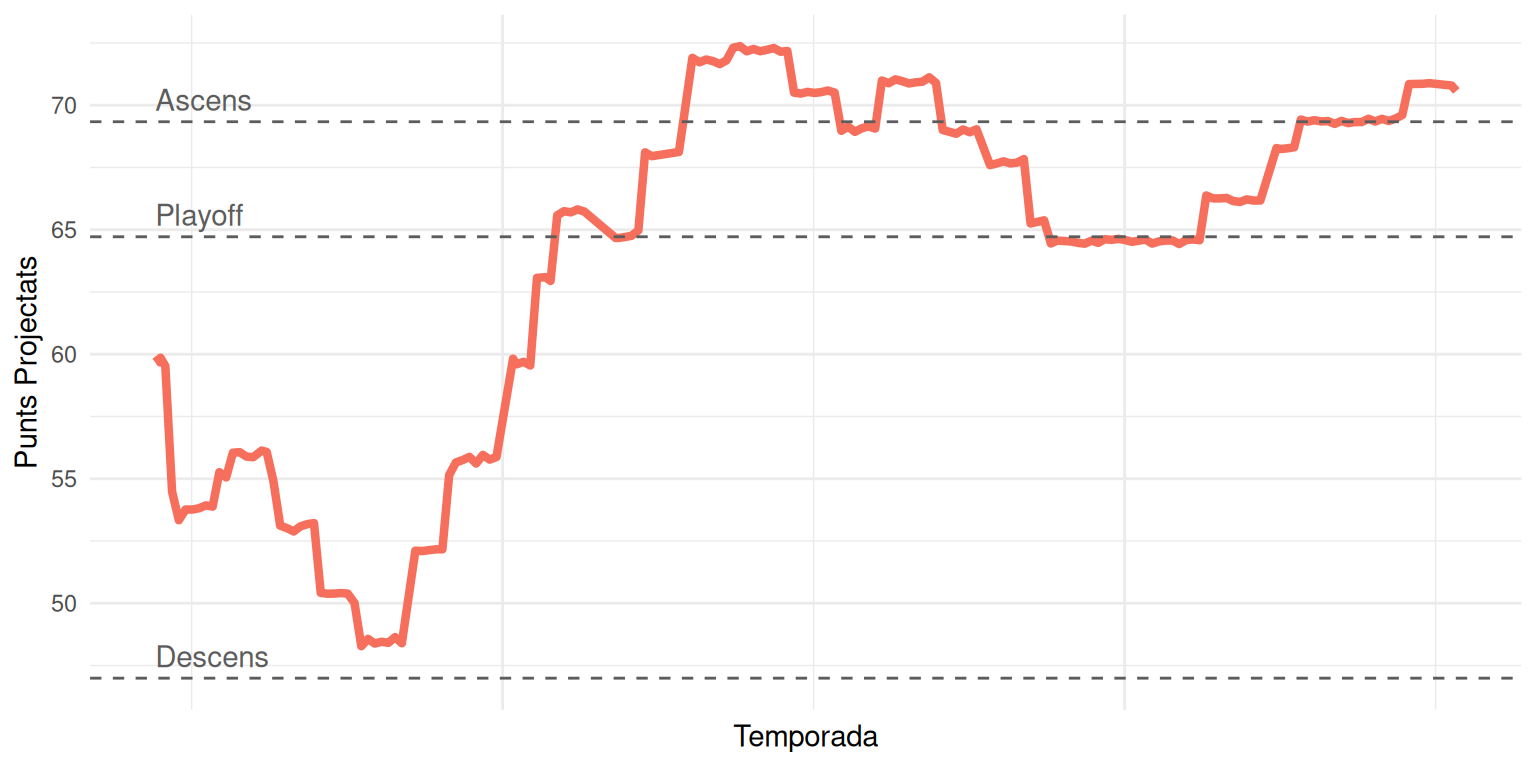 Punts Projectats
70
65
60
55
50
Ascens
Playoff
Descens
Temporada